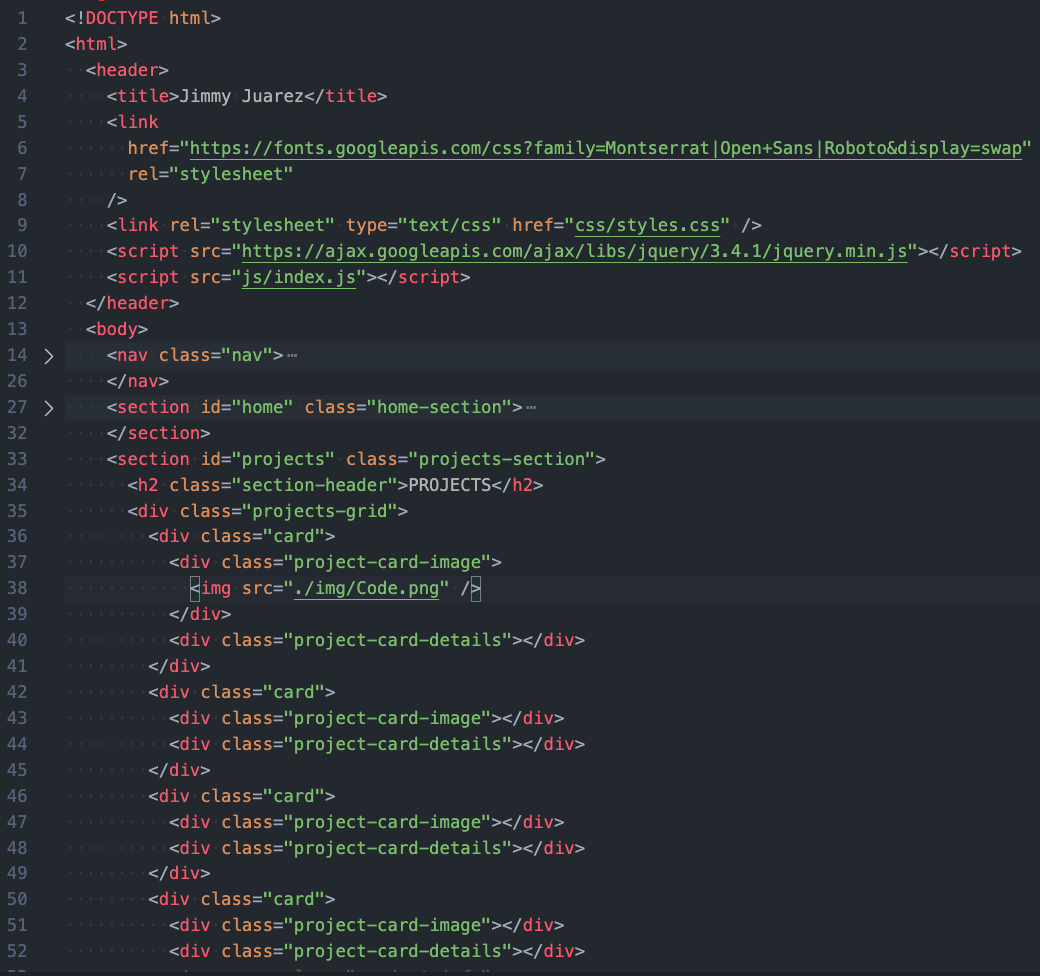 1 <!DOCTYPE html>
2 <html>
3 <header>
4 <title>Jimmy Juarez</title>
5 <link
6 href="https://fonts.googleapis.com/css?family=Montserrat|Open+Sans|Roboto&display=swap"
7 rel="stylesheet"
8 />
9 <link rel="stylesheet" type="text/css" href="css/styles.css" />
10 <script src="https://ajax.googleapis.com/ajax/libs/jquery/3.4.1/jquery.min.js"></script>
11 <script src="js/index.js"></script>
12 </header>
13 <body>
14 <nav class="nav">⋯
26 </nav>
27 <section id="home" class="home-section">⋯
32 </section>
33 <section id="projects" class="projects-section">
34 <h2 class="section-header">PROJECTS</h2>
35 <div class="projects-grid">
36 <div class="card">
37 <div class="project-card-image">
38 <img src="./img/Code.png" />
39 </div>
40 <div class="project-card-details"></div>
41 </div>
42 <div class="card">
43 <div class="project-card-image"></div>
44 <div class="project-card-details"></div>
45 </div>
46 <div class="card">
47 <div class="project-card-image"></div>
48 <div class="project-card-details"></div>
49 </div>
50 <div class="card">
51 <div class="project-card-image"></div>
52 <div class="project-card-details"></div>